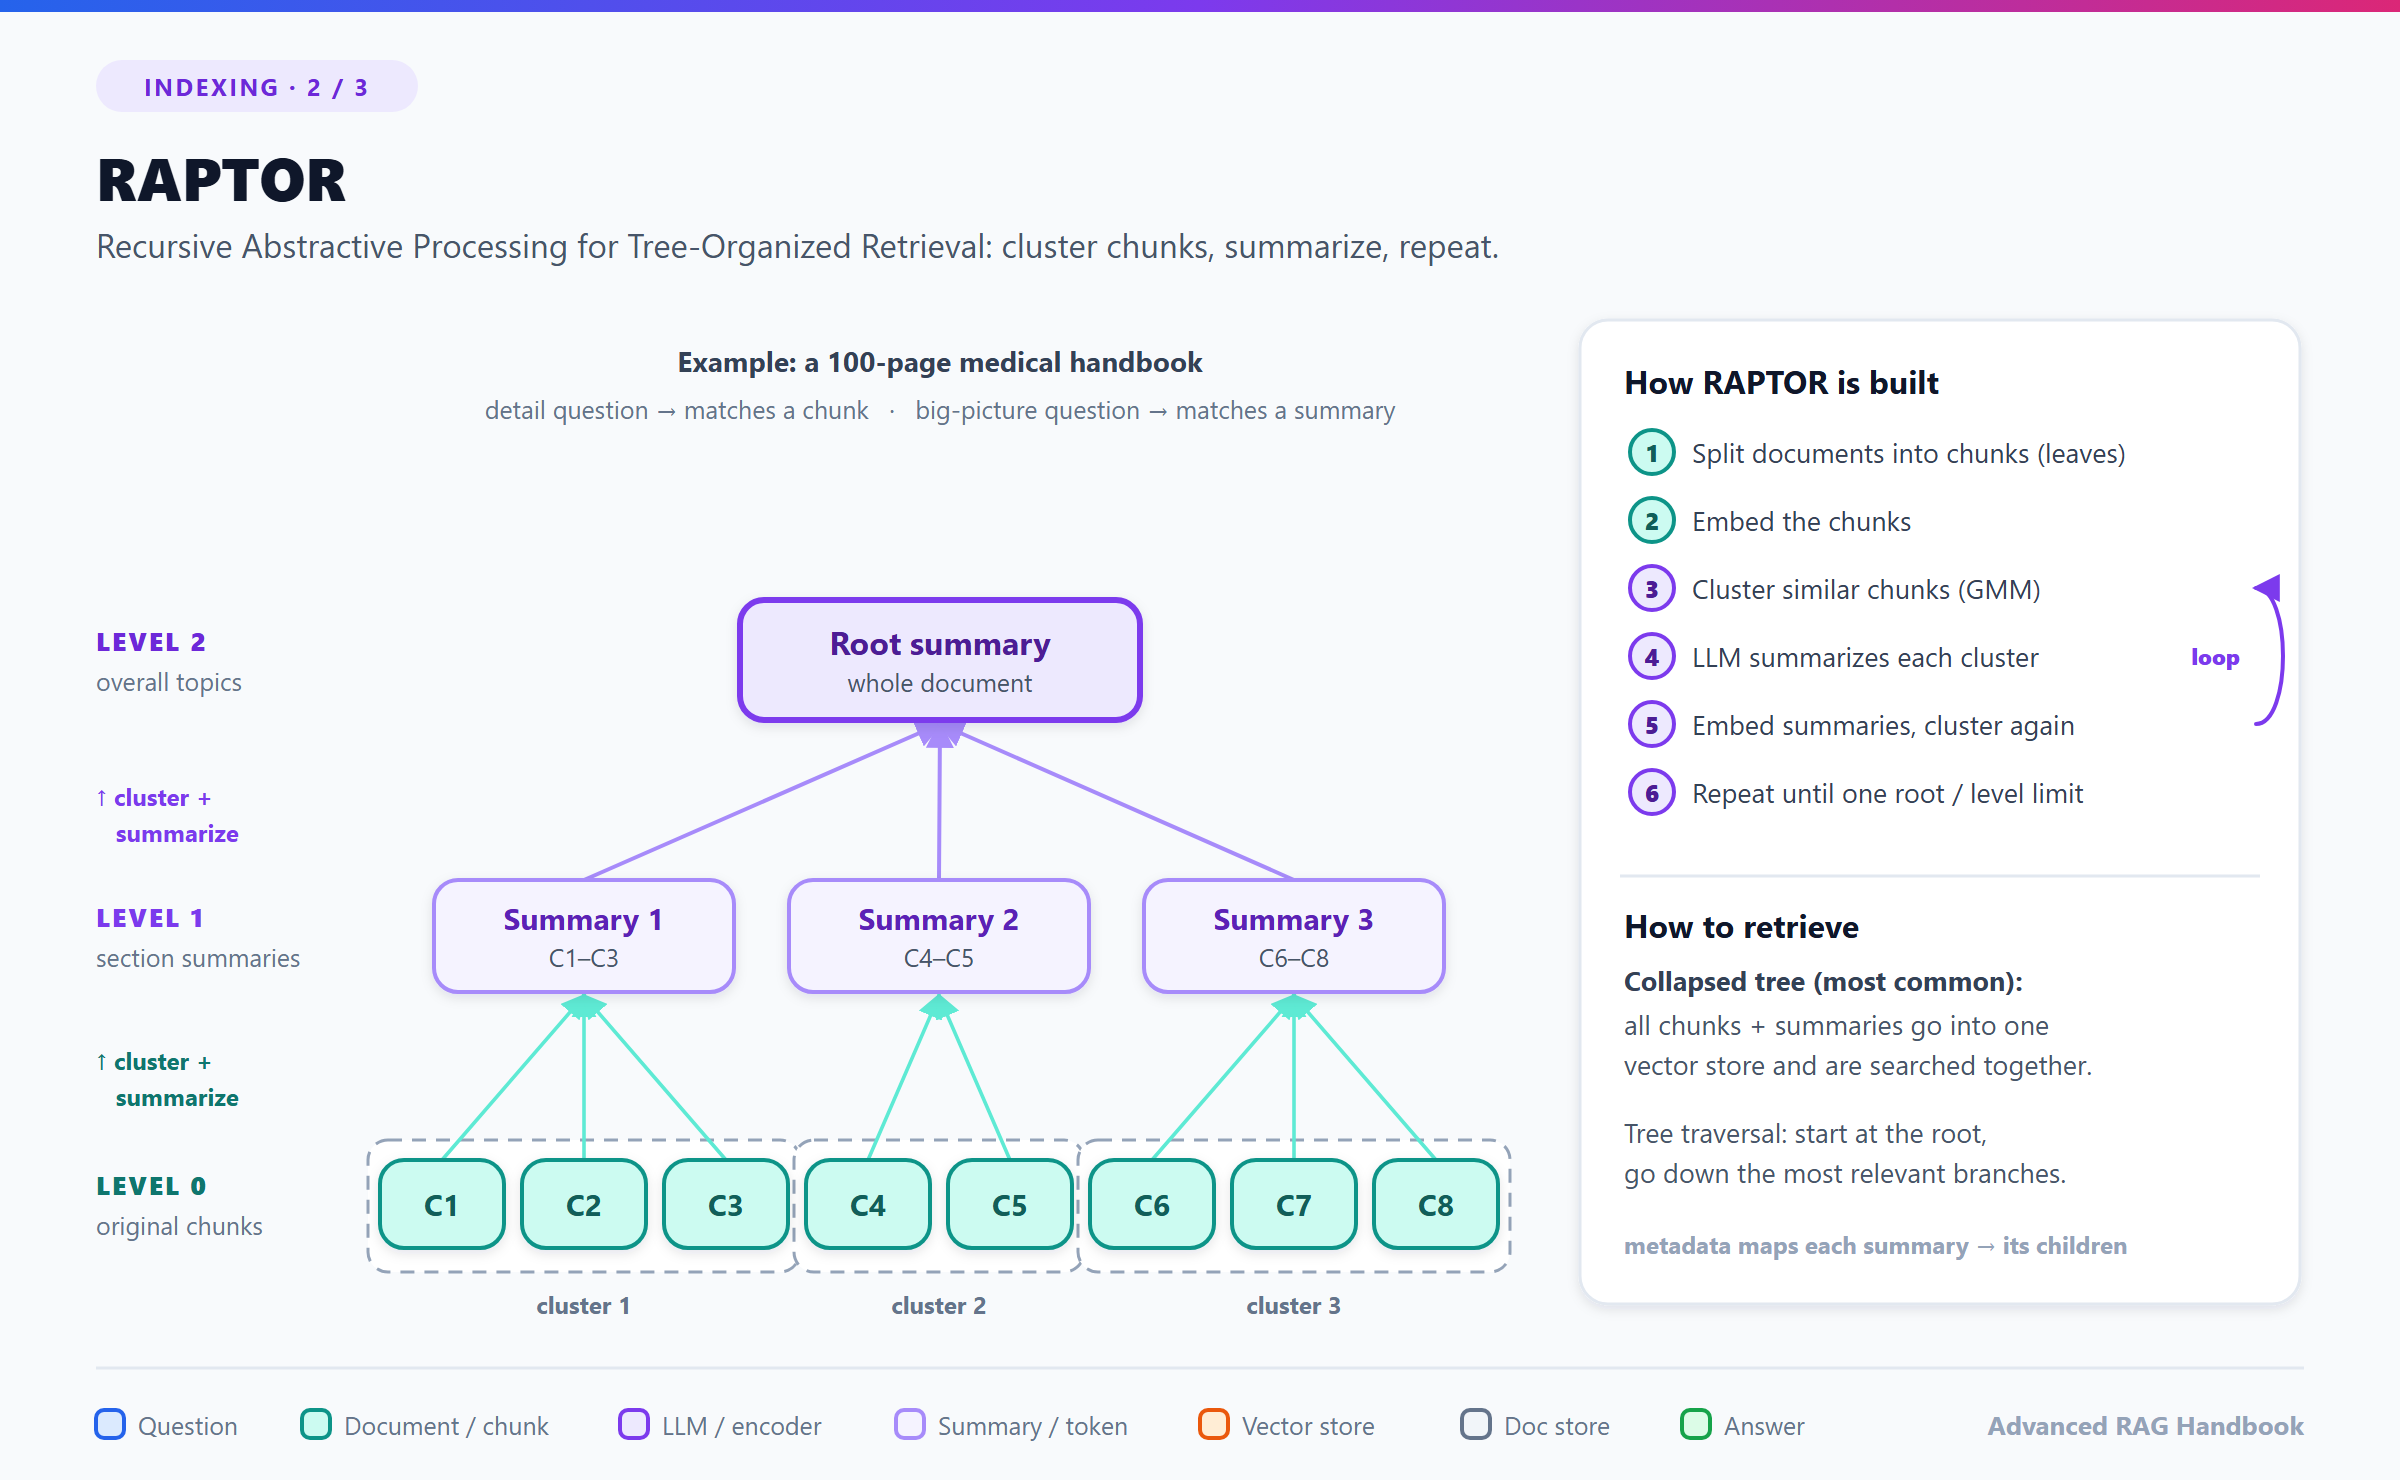 INDEXING · 2 / 3
RAPTOR
Recursive Abstractive Processing for Tree-Organized Retrieval: cluster chunks, summarize, repeat.
Example: a 100-page medical handbook
detail question → matches a chunk · big-picture question → matches a summary
LEVEL 2
overall topics
Root summary
whole document
↑ cluster +
summarize
LEVEL 1
section summaries
Summary 1
C1–C3
Summary 2
C4–C5
Summary 3
C6–C8
↑ cluster +
summarize
LEVEL 0
original chunks
C1
C2
C3
C4
C5
C6
C7
C8
cluster 1
cluster 2
cluster 3
How RAPTOR is built
1 Split documents into chunks (leaves)
2 Embed the chunks
3 Cluster similar chunks (GMM)
4 LLM summarizes each cluster
loop
5 Embed summaries, cluster again
6 Repeat until one root / level limit
How to retrieve
Collapsed tree (most common):
all chunks + summaries go into one
vector store and are searched together.
Tree traversal: start at the root,
go down the most relevant branches.
metadata maps each summary → its children
Question
Document / chunk
LLM / encoder
Summary / token
Vector store
Doc store
Answer
Advanced RAG Handbook